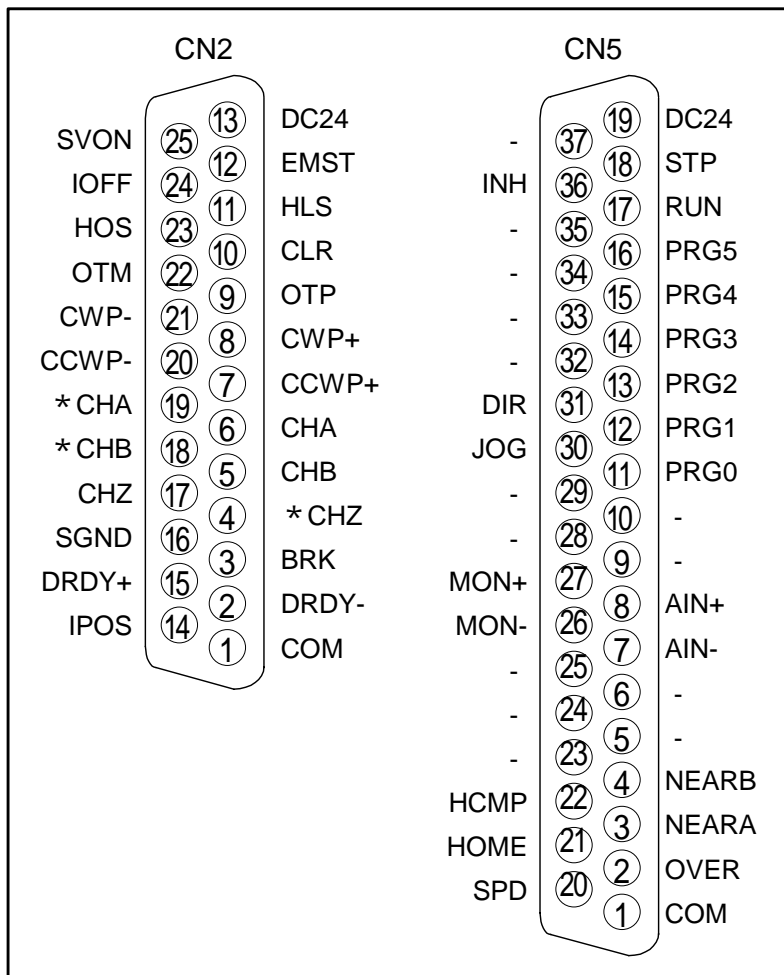 CN2
13 DC24
SVON 25
12 EMST
IOFF 24
11 HLS
HOS 23
10 CLR
OTM 22
9 OTP
CWP- 21
8 CWP+
CCWP- 20
7 CCWP+
*CHA 19
6 CHA
*CHB 18
5 CHB
CHZ 17
4 *CHZ
SGND 16
3 BRK
DRDY+ 15
2 DRDY-
IPOS 14
1 COM
CN5
19 DC24
- 37
18 STP
INH 36
17 RUN
- 35
16 PRG5
- 34
15 PRG4
- 33
14 PRG3
- 32
13 PRG2
DIR 31
12 PRG1
JOG 30
11 PRG0
- 29
10 -
- 28
9 -
MON+ 27
8 AIN+
MON- 26
7 AIN-
- 25
6 -
- 24
5 -
- 23
4 NEARB
HCMP 22
3 NEARA
HOME 21
2 OVER
SPD 20
1 COM